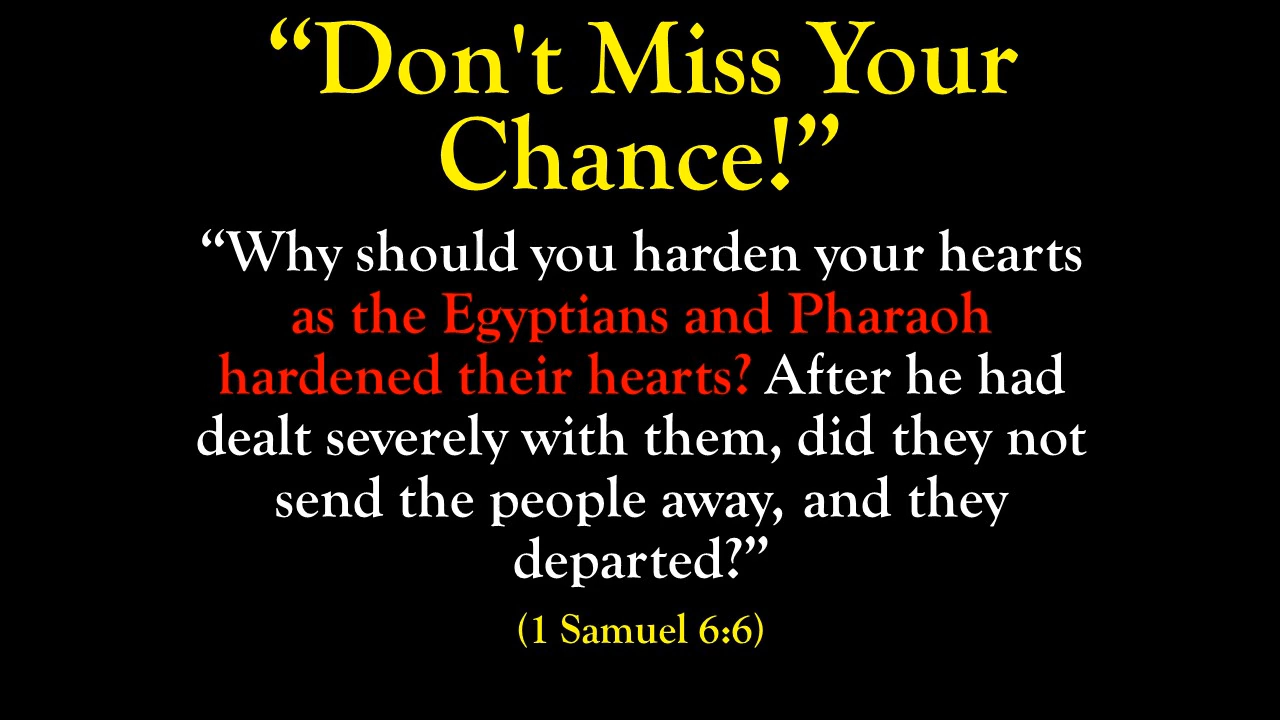 “Don't Miss Your
Chance!”
“Why should you harden your hearts
as the Egyptians and Pharaoh
hardened their hearts? After he had
dealt severely with them, did they not
send the people away, and they
departed?”
(1 Samuel 6:6)